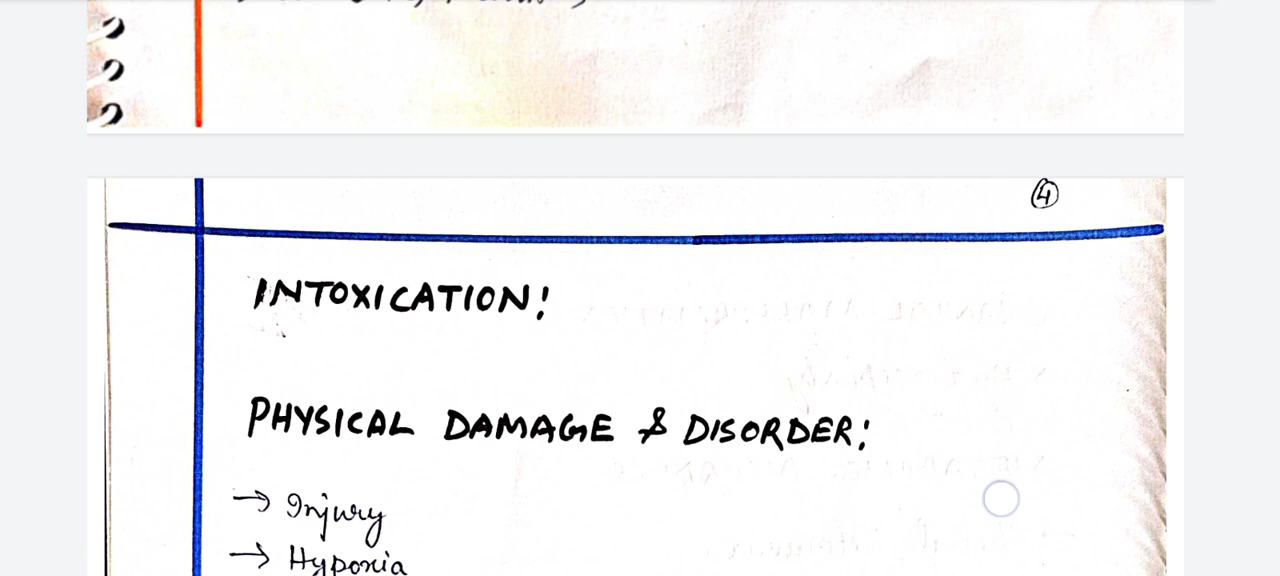 4
INTOXICATION!
PHYSICAL DAMAGE & DISORDER!
→ Injury
→ Hypoxia